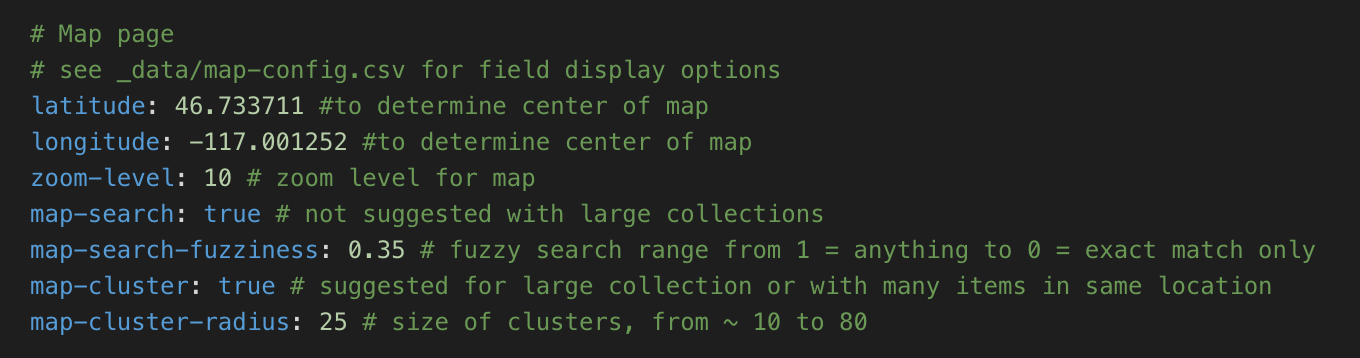 # Map page
# see _data/map-config.csv for field display options
latitude: 46.733711 #to determine center of map
longitude: -117.001252 #to determine center of map
zoom-level: 10 # zoom level for map
map-search: true # not suggested with large collections
map-search-fuzziness: 0.35 # fuzzy search range from 1 = anything to 0 = exact match only
map-cluster: true # suggested for large collection or with many items in same location
map-cluster-radius: 25 # size of clusters, from ~ 10 to 80